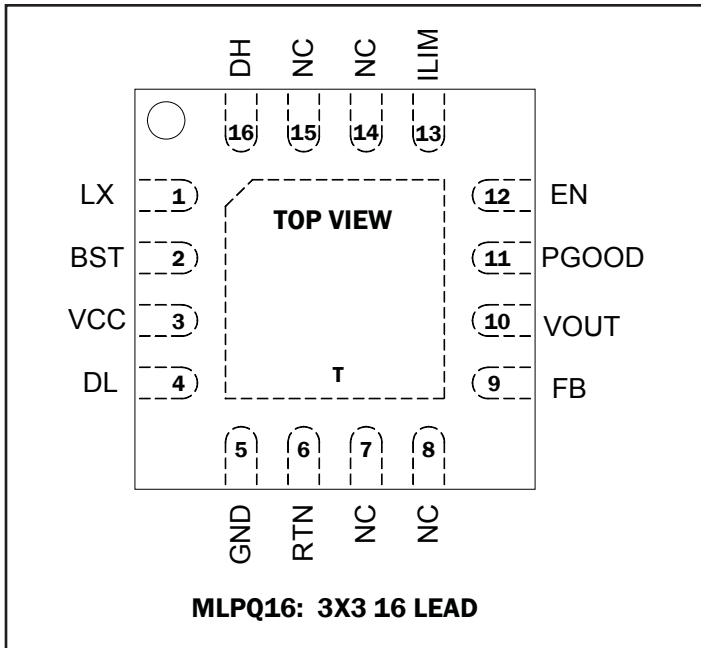 DH NC NC ILIM
16 15 14 13
LX 1 12 EN
TOP VIEW
BST 2 11 PGOOD
VCC 3 10 VOUT
DL 4 9 FB
T
5 6 7 8
GND RTN NC NC
MLPQ16: 3X3 16 LEAD